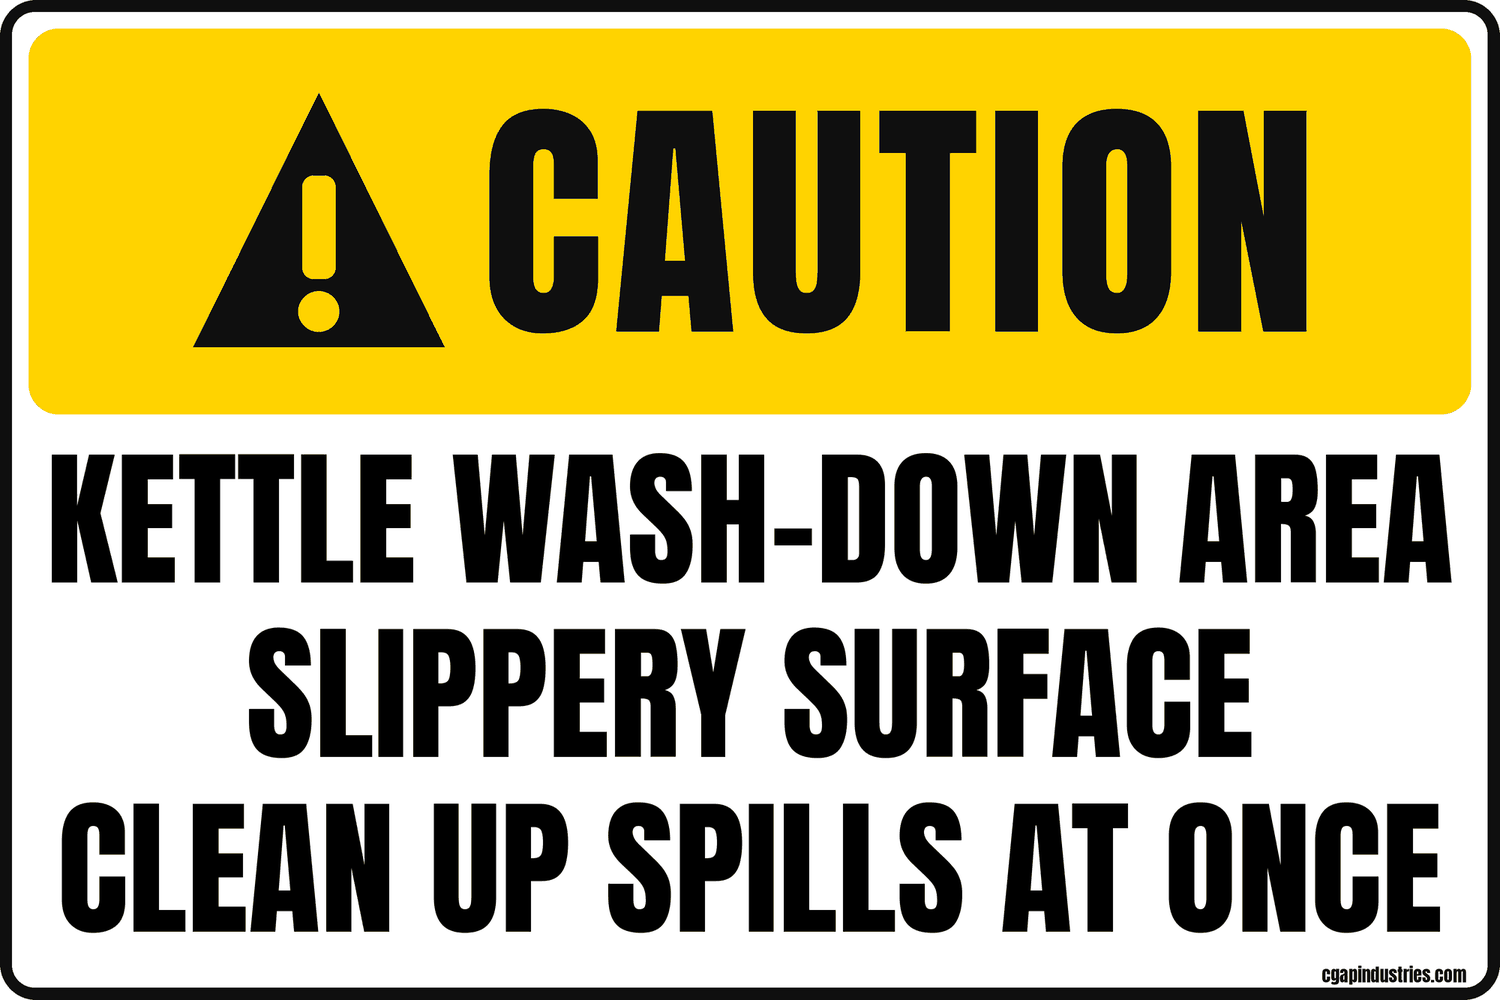 CAUTION
KETTLE WASH-DOWN AREA
SLIPPERY SURFACE
CLEAN UP SPILLS AT ONCE
cgapindustries.com